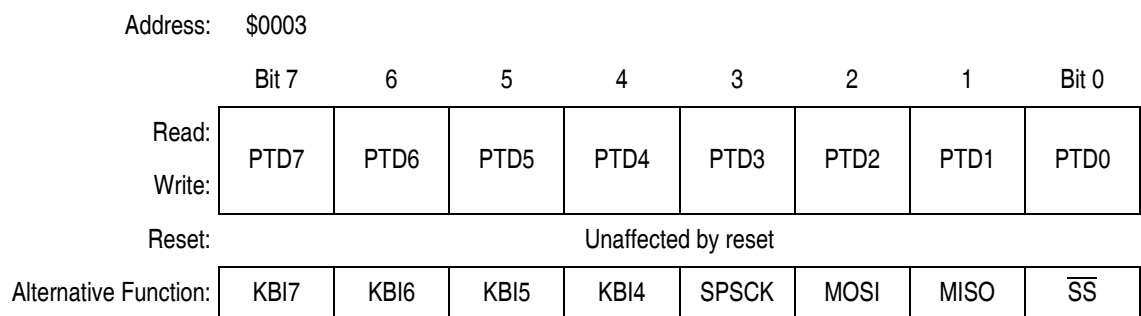 Address: $0003
Bit 7 6 5 4 3 2 1 Bit 0
Read:
PTD7 PTD6 PTD5 PTD4 PTD3 PTD2 PTD1 PTD0
Write:
Reset: Unaffected by reset
Alternative Function: KBI7 KBI6 KBI5 KBI4 SPSCK MOSI MISO S̅S̅